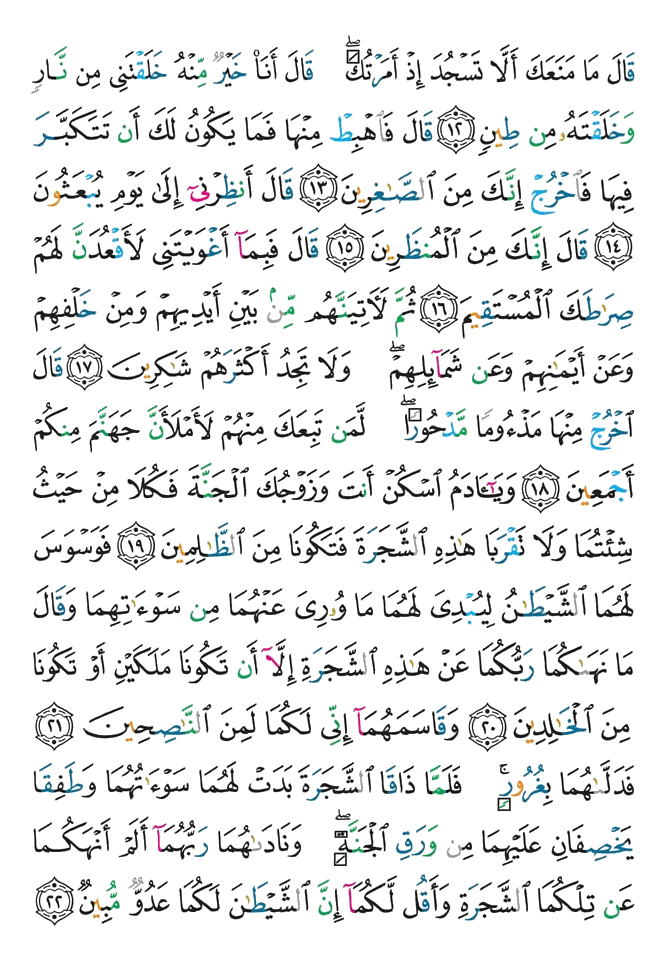 قَالَ مَا مَنَعَكَ أَلَّا تَسْجُدَ إِذْ أَمَرْتُكَ ۖ قَالَ أَنَا۠ خَيْرٌ مِّنْهُ خَلَقْتَنِي مِن نَّارٍ
وَخَلَقْتَهُۥ مِن طِينٍ ١٢ قَالَ فَٱهْبِطْ مِنْهَا فَمَا يَكُونُ لَكَ أَن تَتَكَبَّرَ
فِيهَا فَٱخْرُجْ إِنَّكَ مِنَ ٱلصَّـٰغِرِينَ ١٣ قَالَ أَنظِرْنِىٓ إِلَىٰ يَوْمِ يُبْعَثُونَ
١٤ قَالَ إِنَّكَ مِنَ ٱلْمُنظَرِينَ ١٥ قَالَ فَبِمَآ أَغْوَيْتَنِى لَأَقْعُدَنَّ لَهُمْ
صِرَٰطَكَ ٱلْمُسْتَقِيمَ ١٦ ثُمَّ لَـَٔاتِيَنَّهُم مِّنۢ بَيْنِ أَيْدِيهِمْ وَمِنْ خَلْفِهِمْ
وَعَنْ أَيْمَـٰنِهِمْ وَعَن شَمَآئِلِهِمْ ۖ وَلَا تَجِدُ أَكْثَرَهُمْ شَـٰكِرِينَ ١٧ قَالَ
ٱخْرُجْ مِنْهَا مَذْءُومًا مَّدْحُورًا ۖ لَّمَن تَبِعَكَ مِنْهُمْ لَأَمْلَأَنَّ جَهَنَّمَ مِنكُمْ
أَجْمَعِينَ ١٨ وَيَـٰٓـَٔادَمُ ٱسْكُنْ أَنتَ وَزَوْجُكَ ٱلْجَنَّةَ فَكُلَا مِنْ حَيْثُ
شِئْتُمَا وَلَا تَقْرَبَا هَـٰذِهِ ٱلشَّجَرَةَ فَتَكُونَا مِنَ ٱلظَّـٰلِمِينَ ١٩ فَوَسْوَسَ
لَهُمَا ٱلشَّيْطَـٰنُ لِيُبْدِىَ لَهُمَا مَا وُۥرِىَ عَنْهُمَا مِن سَوْءَٰتِهِمَا وَقَالَ
مَا نَهَىٰكُمَا رَبُّكُمَا عَنْ هَـٰذِهِ ٱلشَّجَرَةِ إِلَّآ أَن تَكُونَا مَلَكَيْنِ أَوْ تَكُونَا
مِنَ ٱلْخَـٰلِدِينَ ٢٠ وَقَاسَمَهُمَآ إِنِّى لَكُمَا لَمِنَ ٱلنَّـٰصِحِينَ ٢١
فَدَلَّىٰهُمَا بِغُرُورٍ ۚ فَلَمَّا ذَاقَا ٱلشَّجَرَةَ بَدَتْ لَهُمَا سَوْءَٰتُهُمَا وَطَفِقَا
يَخْصِفَانِ عَلَيْهِمَا مِن وَرَقِ ٱلْجَنَّةِ ۖ وَنَادَىٰهُمَا رَبُّهُمَآ أَلَمْ أَنْهَكُمَا
عَن تِلْكُمَا ٱلشَّجَرَةِ وَأَقُل لَّكُمَآ إِنَّ ٱلشَّيْطَـٰنَ لَكُمَا عَدُوٌّ مُّبِينٌ ٢٢